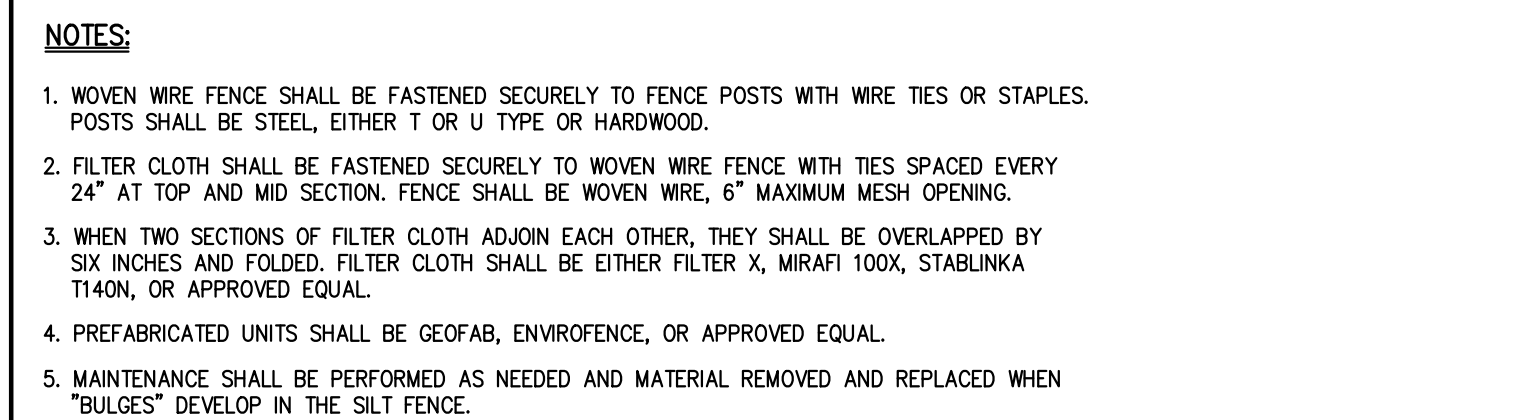 NOTES:
1. WOVEN WIRE FENCE SHALL BE FASTENED SECURELY TO FENCE POSTS WITH WIRE TIES OR STAPLES.
POSTS SHALL BE STEEL, EITHER T OR U TYPE OR HARDWOOD.
2. FILTER CLOTH SHALL BE FASTENED SECURELY TO WOVEN WIRE FENCE WITH TIES SPACED EVERY
24” AT TOP AND MID SECTION. FENCE SHALL BE WOVEN WIRE, 6” MAXIMUM MESH OPENING.
3. WHEN TWO SECTIONS OF FILTER CLOTH ADJOIN EACH OTHER, THEY SHALL BE OVERLAPPED BY
SIX INCHES AND FOLDED. FILTER CLOTH SHALL BE EITHER FILTER X, MIRAFI 100X, STABLINKA
T140N, OR APPROVED EQUAL.
4. PREFABRICATED UNITS SHALL BE GEOFAB, ENVIROFENCE, OR APPROVED EQUAL.
5. MAINTENANCE SHALL BE PERFORMED AS NEEDED AND MATERIAL REMOVED AND REPLACED WHEN
”BULGES” DEVELOP IN THE SILT FENCE.